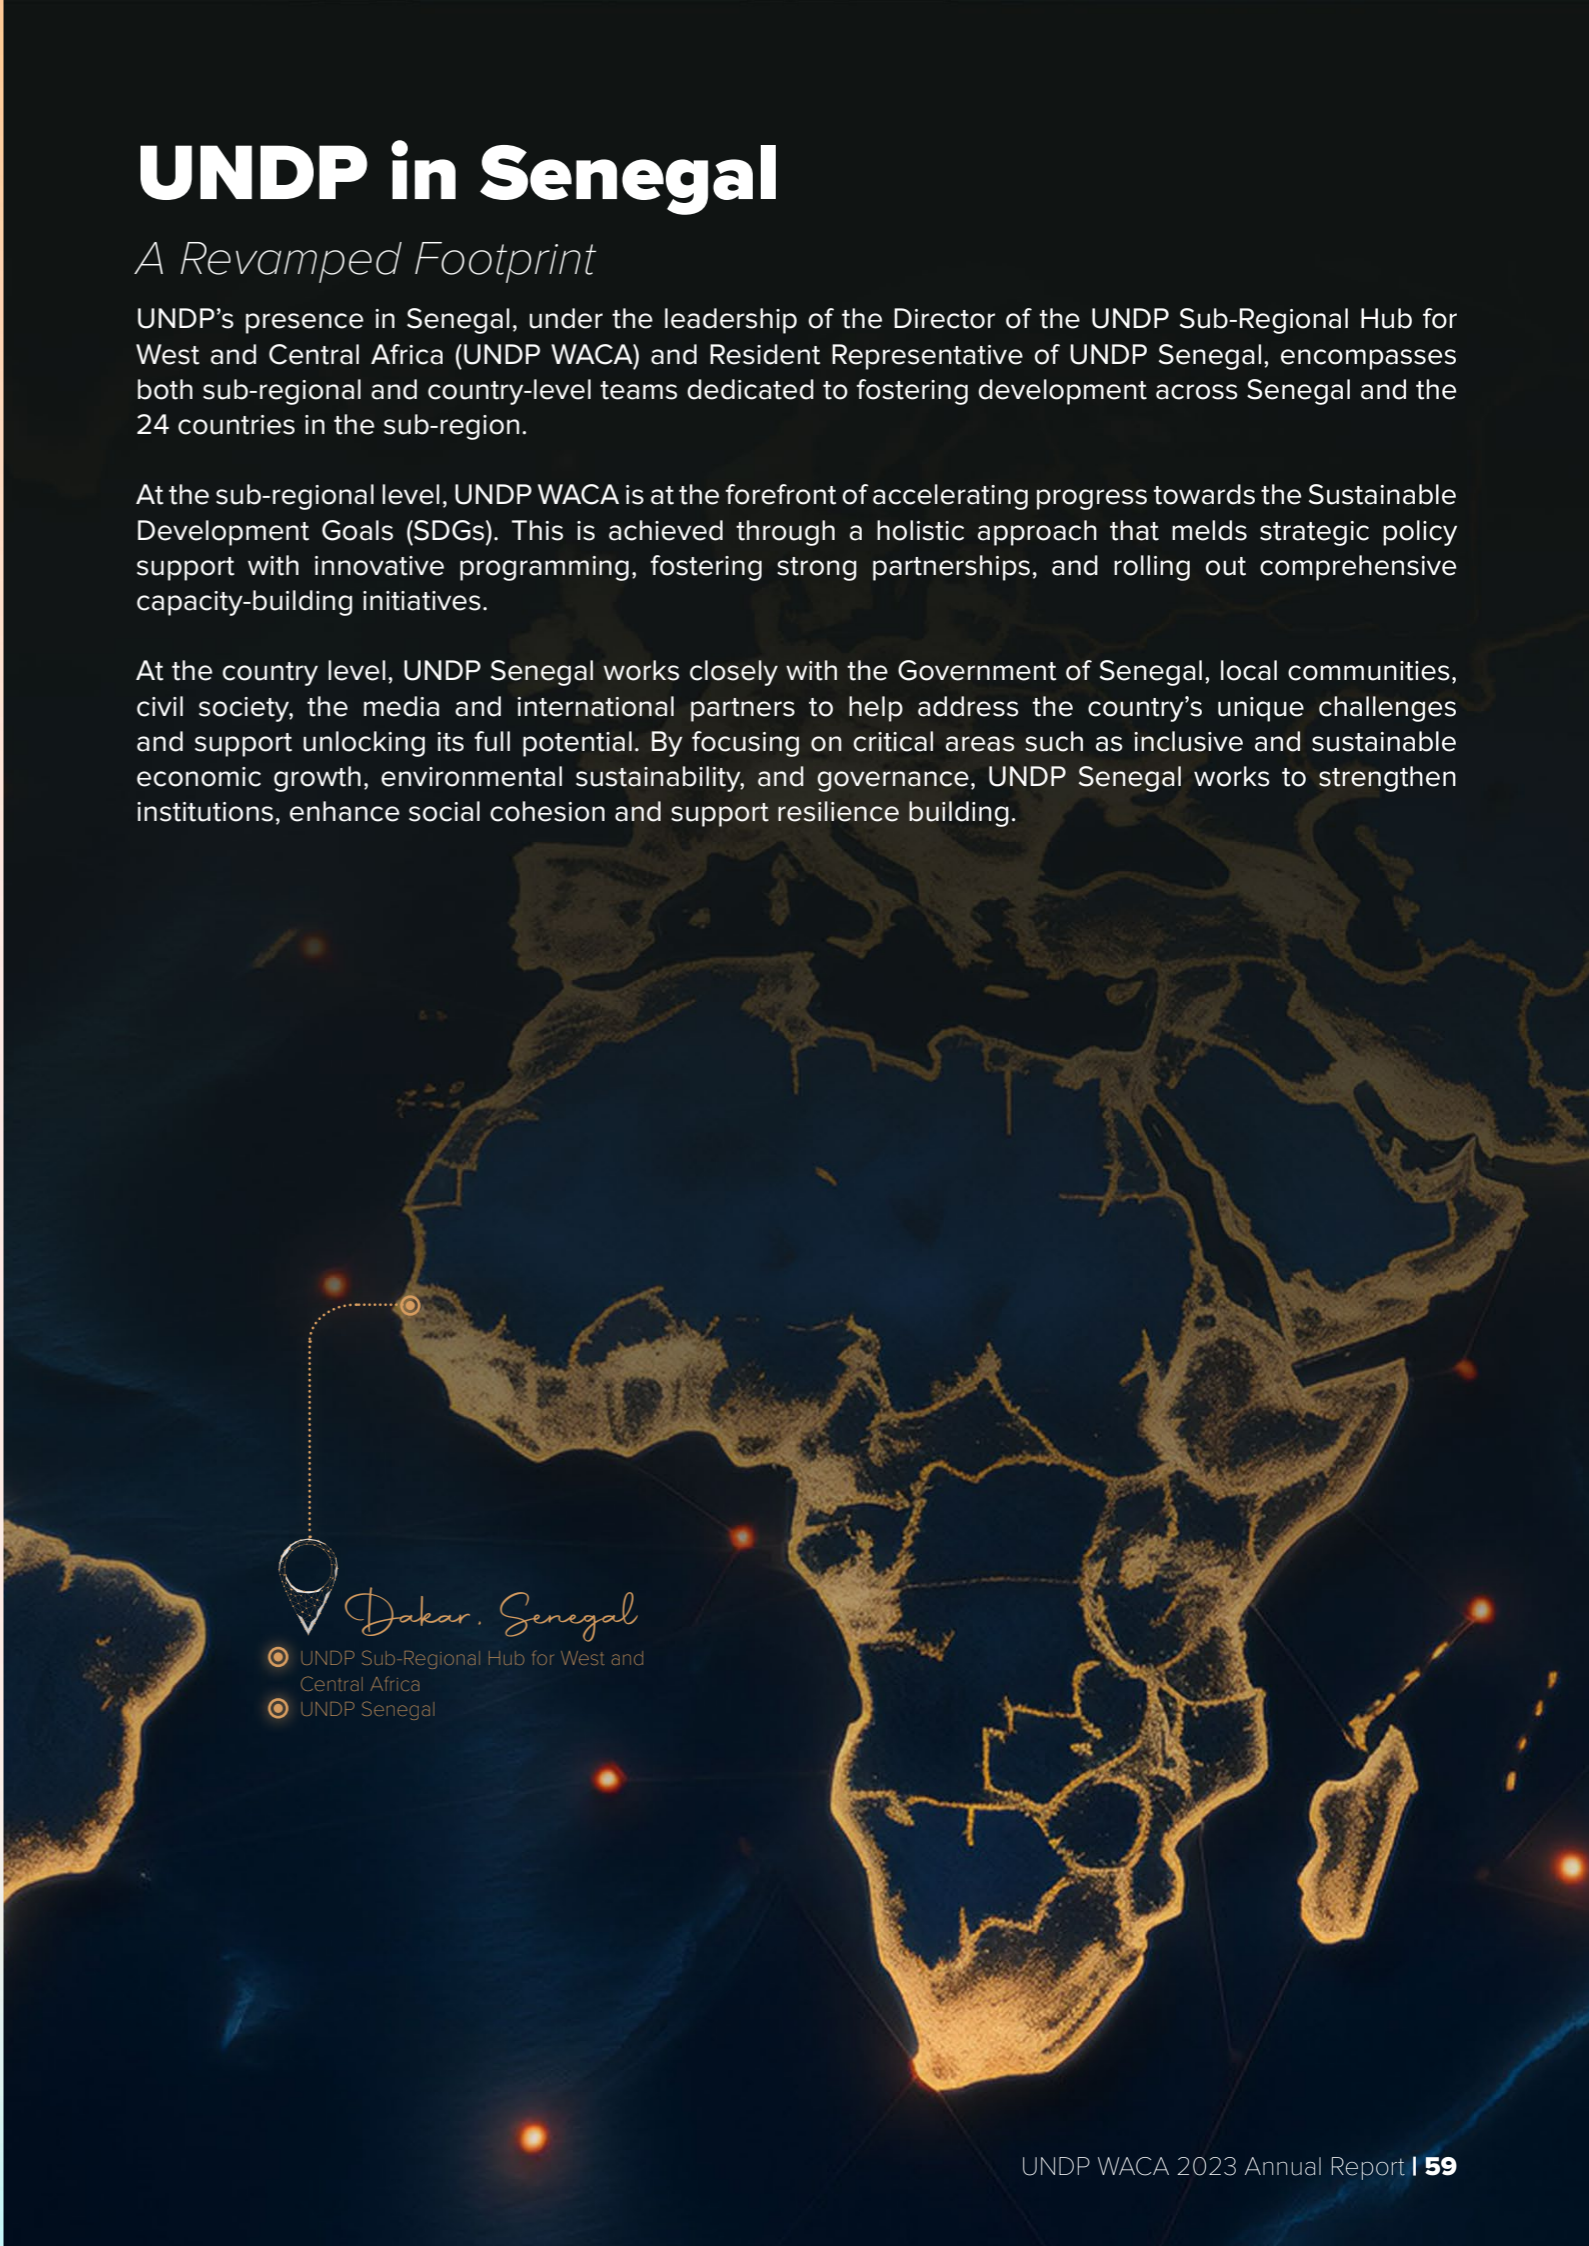 UNDP in Senegal
A Revamped Footprint
UNDP’s presence in Senegal, under the leadership of the Director of the UNDP Sub-Regional Hub for
West and Central Africa (UNDP WACA) and Resident Representative of UNDP Senegal, encompasses
both sub-regional and country-level teams dedicated to fostering development across Senegal and the
24 countries in the sub-region.
At the sub-regional level, UNDP WACA is at the forefront of accelerating progress towards the Sustainable
Development Goals (SDGs). This is achieved through a holistic approach that melds strategic policy
support with innovative programming, fostering strong partnerships, and rolling out comprehensive
capacity-building initiatives.
At the country level, UNDP Senegal works closely with the Government of Senegal, local communities,
civil society, the media and international partners to help address the country’s unique challenges
and support unlocking its full potential. By focusing on critical areas such as inclusive and sustainable
economic growth, environmental sustainability, and governance, UNDP Senegal works to strengthen
institutions, enhance social cohesion and support resilience building.
Dakar, Senegal
UNDP Sub-Regional Hub for West and
Central Africa
UNDP Senegal
UNDP WACA 2023 Annual Report | 59